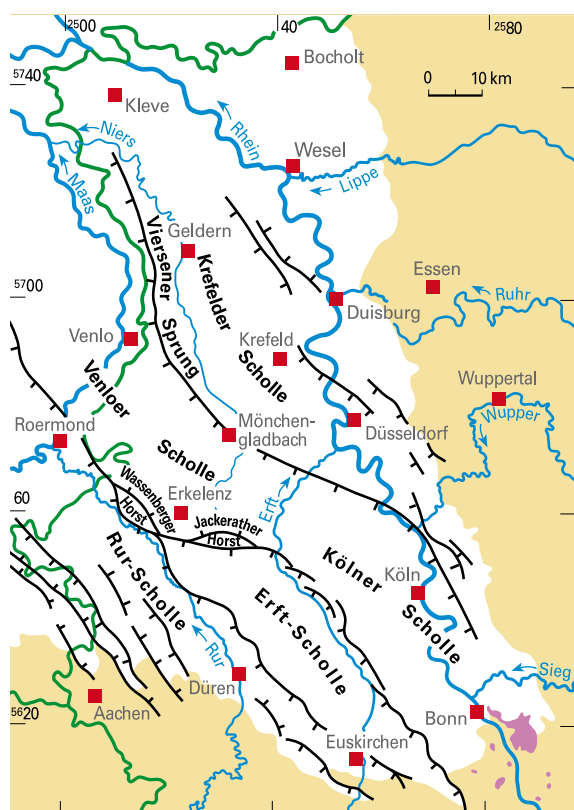 2500
40
2580
5740
Bocholt
0
10 km
Kleve
Niers
Rhein
Wesel
Lippe
Maas
Viersener
Sprung
Geldern
Krefelder
Scholle
Essen
5700
Ruhr
Duisburg
Venlo
Krefeld
Venloer
Scholle
Wuppertal
Wupper
Roermond
Mönchen-
gladbach
Düsseldorf
Wassenberger
Horst
Erkelenz
Erft
60
Jackerather
Horst
Rur-Scholle
Kölner
Scholle
Köln
Erft-Scholle
Rur
Sieg
Düren
Aachen
Bonn
5620
Euskirchen